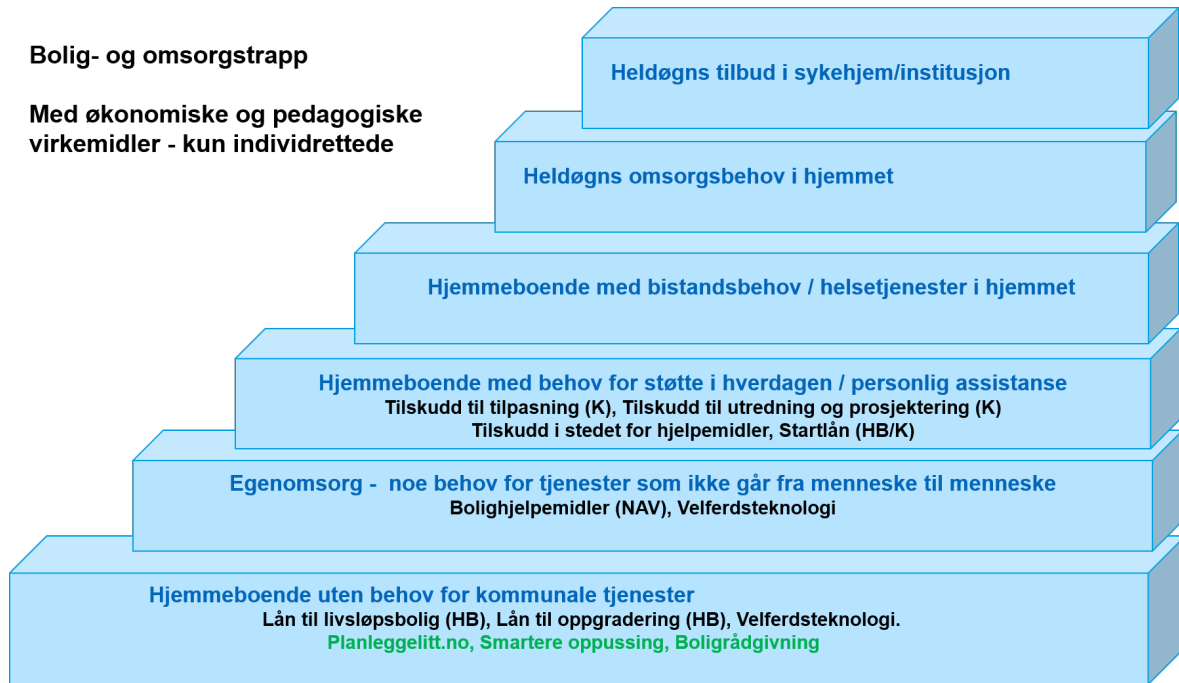 Bolig- og omsorgstrapp
Med økonomiske og pedagogiske
virkemidler - kun individrettede
Heldøgns tilbud i sykehjem/institusjon
Heldøgns omsorgsbehov i hjemmet
Hjemmeboende med bistandsbehov / helsetjenester i hjemmet
Hjemmeboende med behov for støtte i hverdagen / personlig assistanse
Tilskudd til tilpasning (K), Tilskudd til utredning og prosjektering (K)
Tilskudd i stedet for hjelpemidler, Startlån (HB/K)
Egenomsorg - noe behov for tjenester som ikke går fra menneske til menneske
Bolighjelpemidler (NAV), Velferdsteknologi
Hjemmeboende uten behov for kommunale tjenester
Lån til livsløpsbolig (HB), Lån til oppgradering (HB), Velferdsteknologi.
Planleggelitt.no, Smartere oppussing, Boligrådgivning